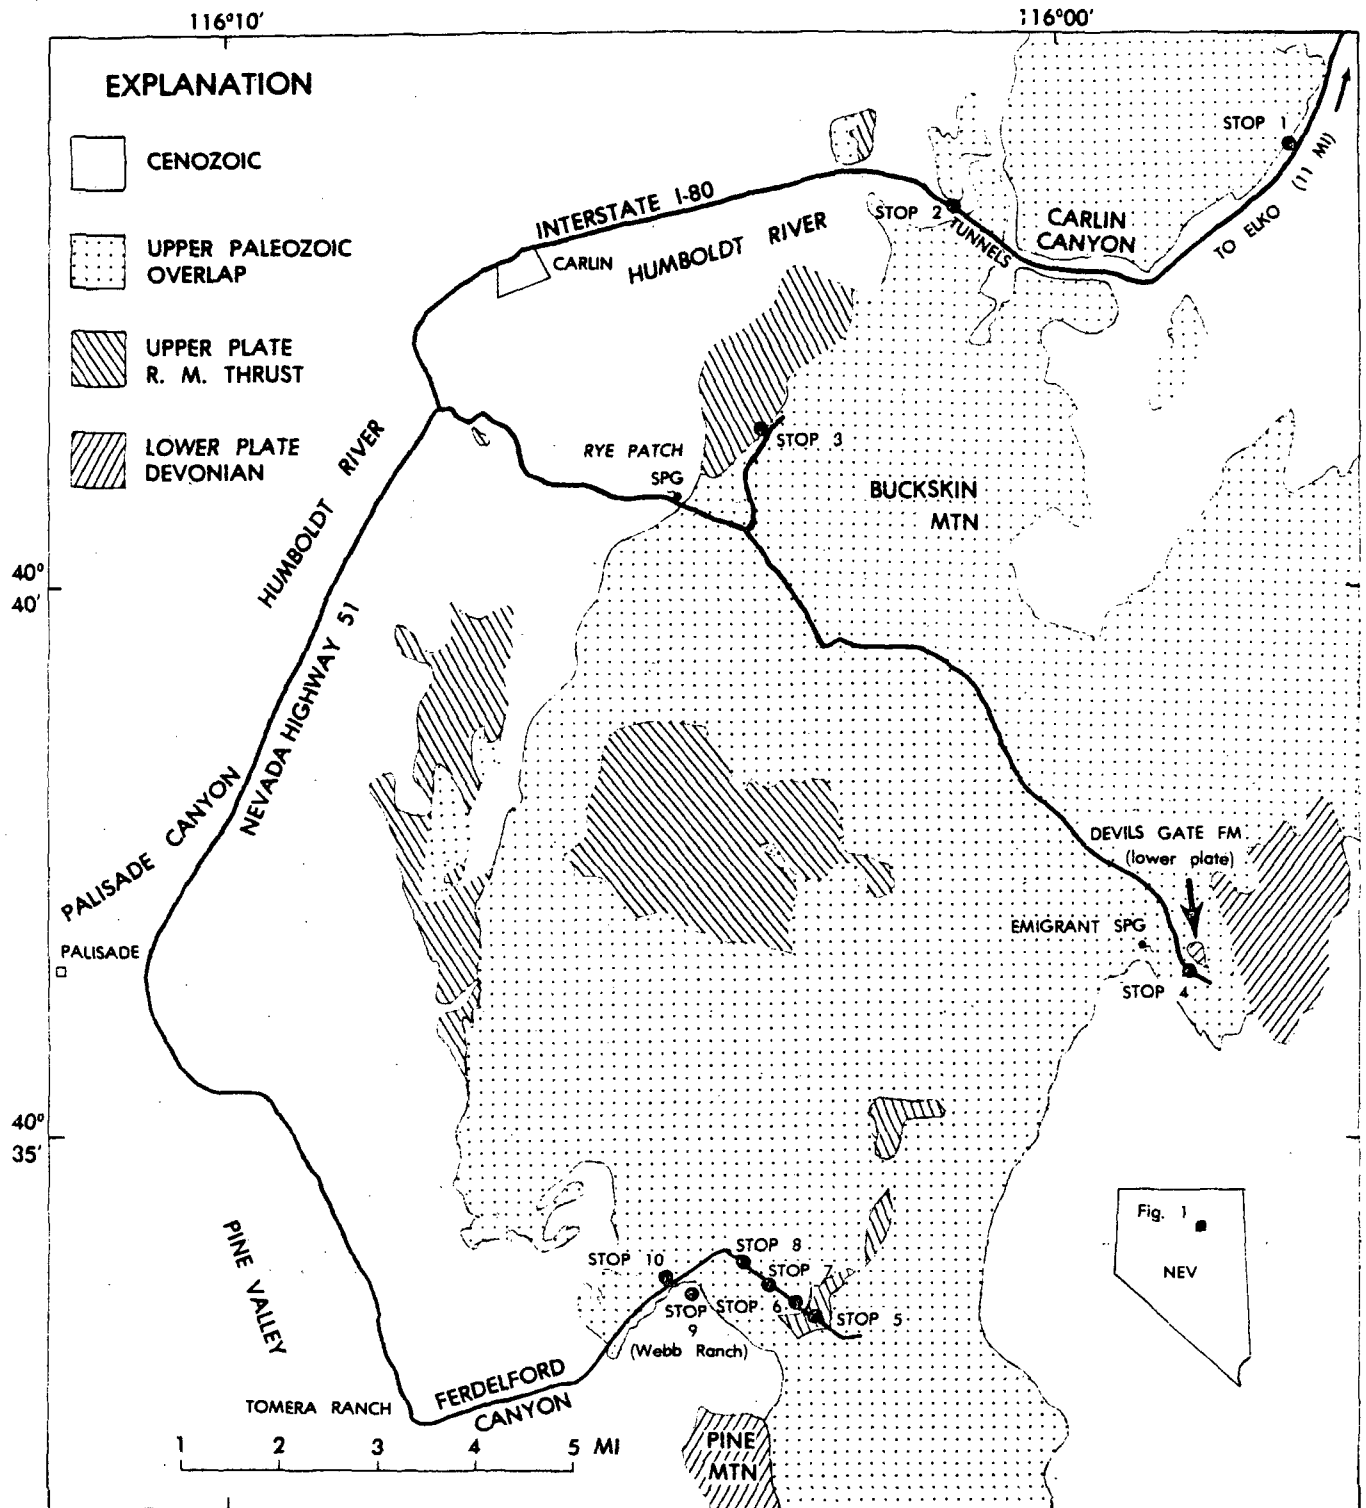 116°10'
116°00'
EXPLANATION
CENOZOIC
UPPER PALEOZOIC
OVERLAP
UPPER PLATE
R. M. THRUST
LOWER PLATE
DEVONIAN
STOP 1
STOP 2
TUNNELS
CARLIN
CANYON
TO ELKO (11 MI)
INTERSTATE I-80
HUMBOLDT RIVER
CARLIN
STOP 3
RYE PATCH
SPG
BUCKSKIN
MTN
HUMBOLDT RIVER
40°
40'
NEVADA HIGHWAY 51
PALISADE CANYON
PALISADE
DEVILS GATE FM
(lower plate)
EMIGRANT SPG
STOP 4
40°
35'
Fig. 1
NEV
PINE VALLEY
STOP 10
STOP 8
STOP 7
STOP 6
STOP 5
STOP
9
(Webb Ranch)
TOMERA RANCH
FERDELFORD
CANYON
1 2 3 4 5 MI
PINE
MTN